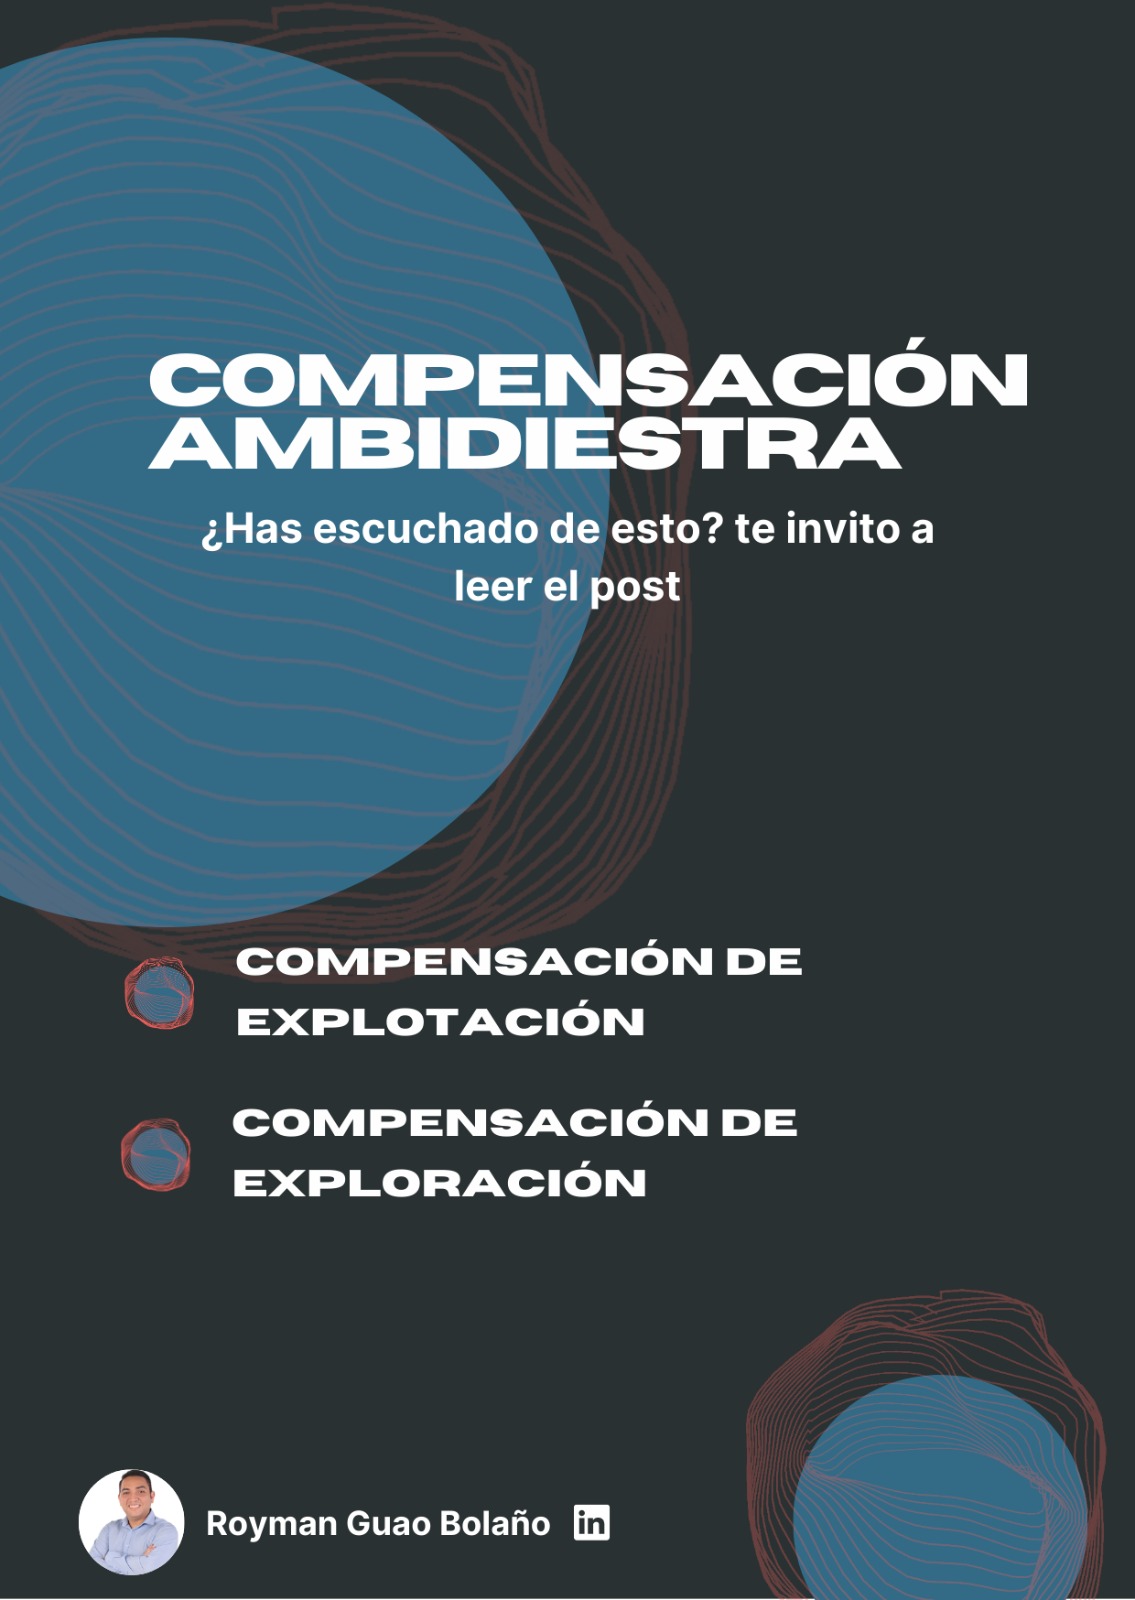 COMPENSACIÓN
AMBIDIESTRA
¿Has escuchado de esto? te invito a
leer el post
COMPENSACIÓN DE
EXPLOTACIÓN
COMPENSACIÓN DE
EXPLORACIÓN
Royman Guao Bolaño in